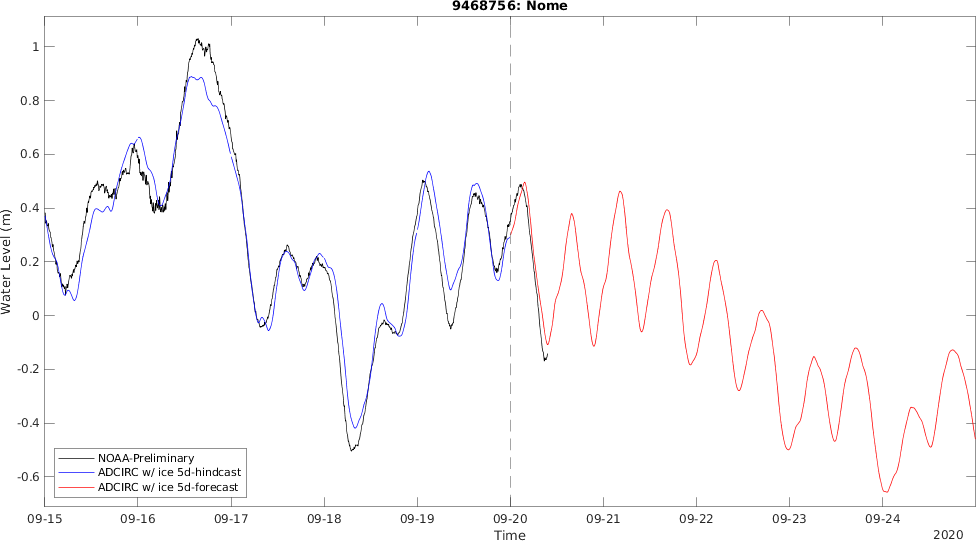 9468756: Nome
Water Level (m)
1
0.8
0.6
0.4
0.2
0
-0.2
-0.4
-0.6
NOAA-Preliminary
ADCIRC w/ ice 5d-hindcast
ADCIRC w/ ice 5d-forecast
09-15 09-16 09-17 09-18 09-19 09-20 09-21 09-22 09-23 09-24
Time
2020